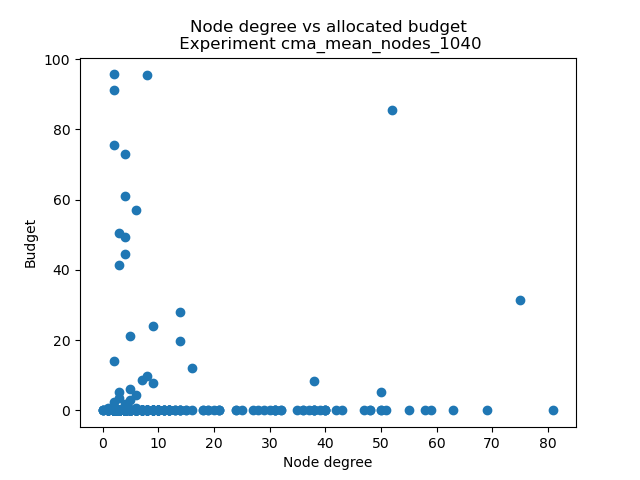 Node degree vs allocated budget
Experiment cma_mean_nodes_1040
100
80
60
40
20
0
Budget
0 10 20 30 40 50 60 70 80
Node degree